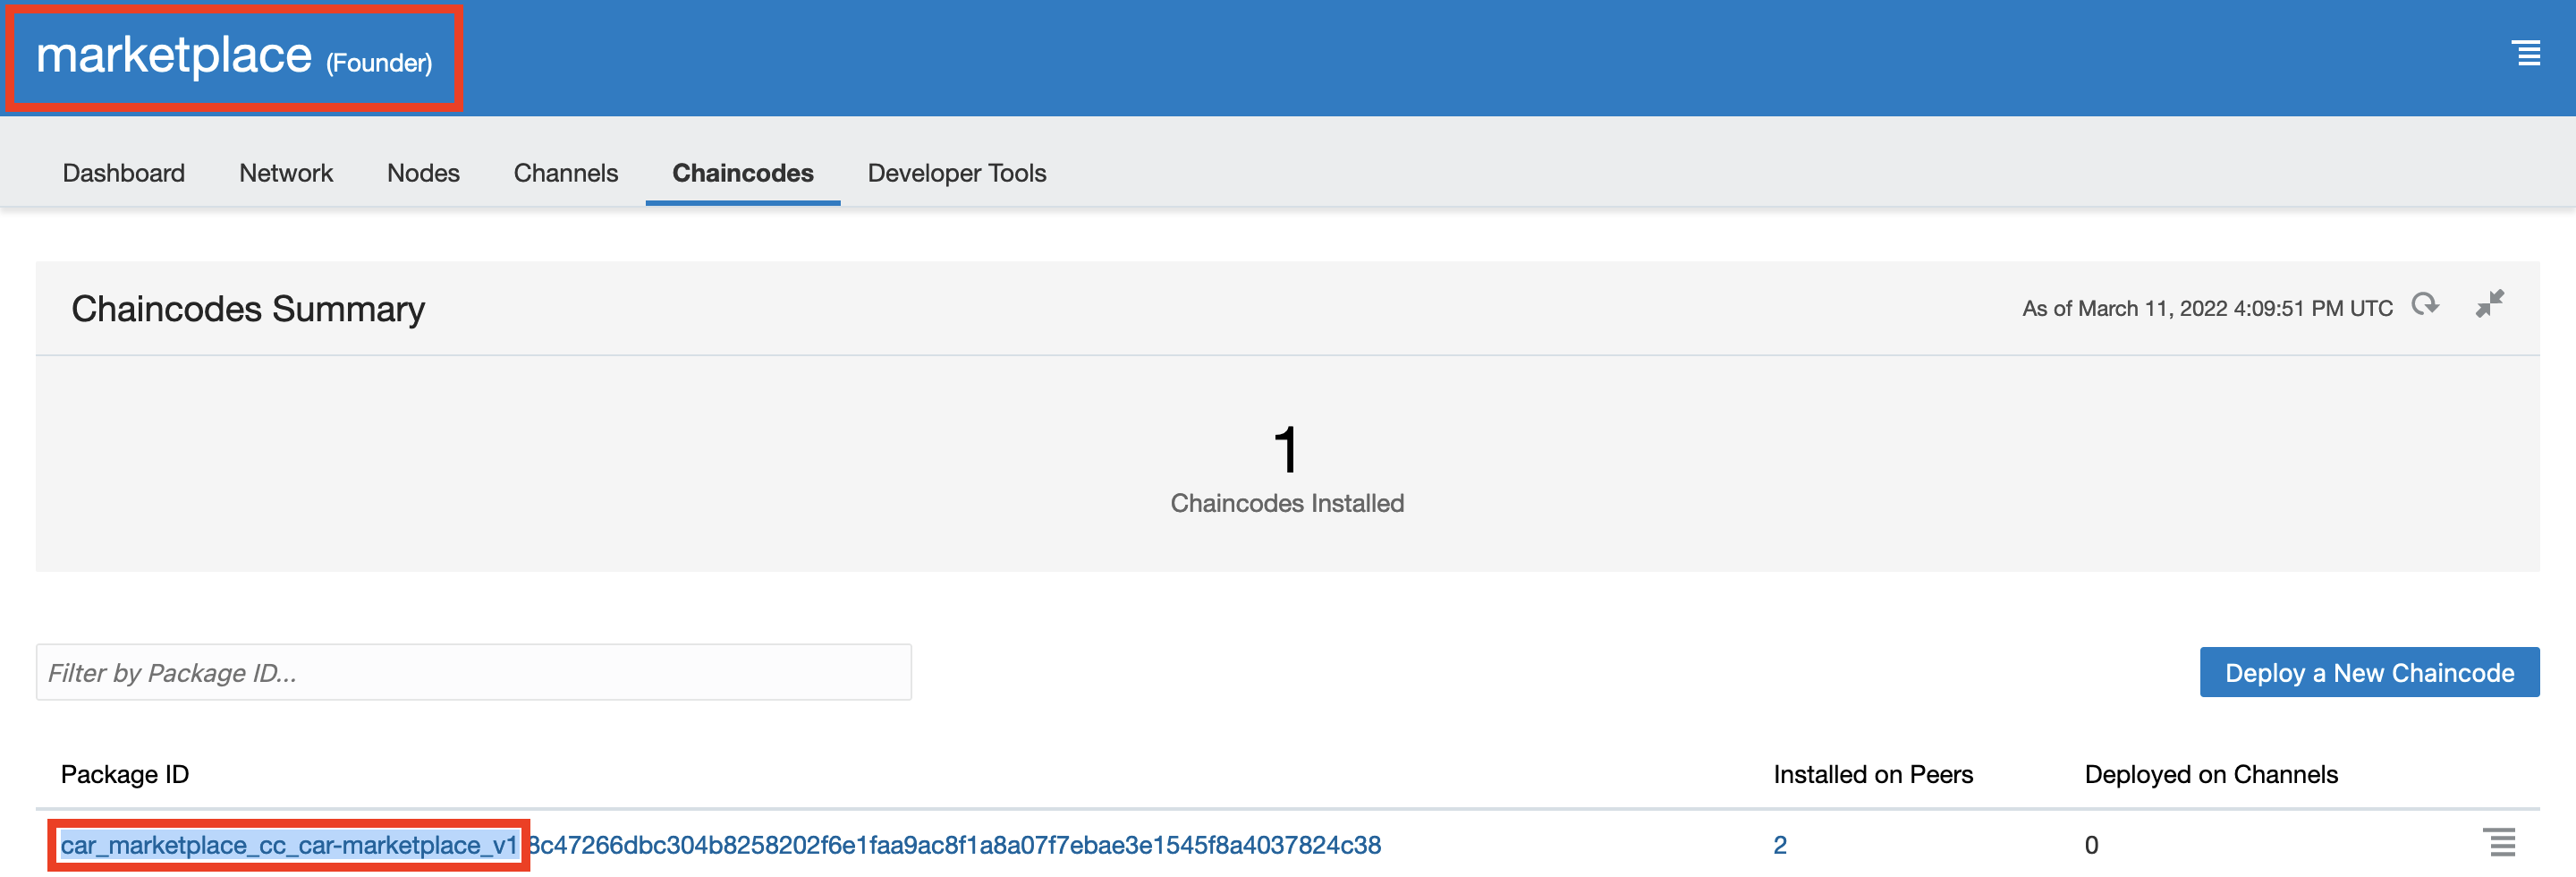 marketplace (Founder)
Dashboard Network Nodes Channels Chaincodes Developer Tools
Chaincodes Summary As of March 11, 2022 4:09:51 PM UTC
1
Chaincodes Installed
Filter by Package ID... Deploy a New Chaincode
Package ID Installed on Peers Deployed on Channels
car_marketplace_cc_car-marketplace_v1 8c47266dbc304b8258202f6e1faa9ac8f1a8a07f7ebae3e1545f8a4037824c38 2 0